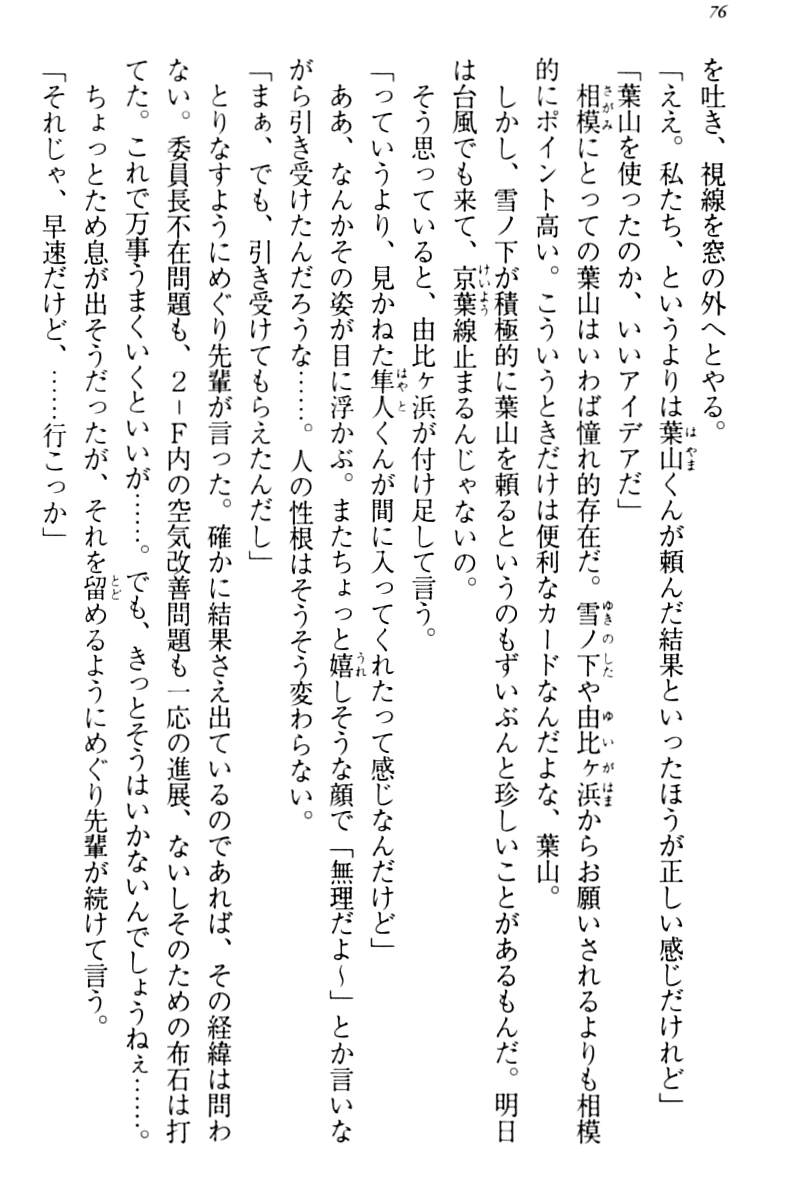 76
を吐き、視線を窓の外へとやる。
「ええ。私たち、というよりは葉山くんが頼んだ結果といったほうが正しい感じだけれど」
「葉山を使ったのか、いいアイデアだ」
　相模にとっての葉山はいわば憧れ的存在だ。雪ノ下や由比ヶ浜からお願いされるよりも相模
的にポイント高い。こういうときだけは便利なカードなんだよな、葉山。
　しかし、雪ノ下が積極的に葉山を頼るというのもずいぶんと珍しいことがあるもんだ。明日
は台風でも来て、京葉線止まるんじゃないの。
　そう思っていると、由比ヶ浜が付け足して言う。
「っていうより、見かねた隼人くんが間に入ってくれたって感じなんだけど」
　ああ、なんかその姿が目に浮かぶ。またちょっと嬉しそうな顔で「無理だよ〜」とか言いな
がら引き受けたんだろうな……。人の性根はそうそう変わらない。
「まぁ、でも、引き受けてもらえたんだし」
　とりなすようにめぐり先輩が言った。確かに結果さえ出ているのであれば、その経緯は問わ
ない。委員長不在問題も、２−Ｆ内の空気改善問題も一応の進展、ないしそのための布石は打
てた。これで万事うまくいくといいが……。でも、きっとそうはいかないんでしょうねぇ……。
　ちょっとため息が出そうだったが、それを留めるようにめぐり先輩が続けて言う。
「それじゃ、早速だけど、……行こっか」